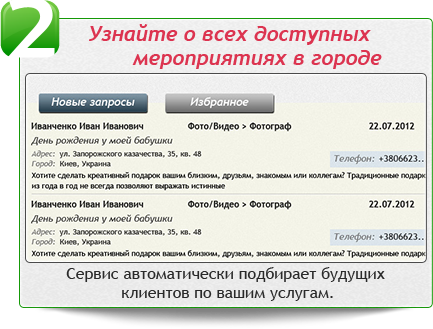 2
Узнайте о всех доступных
мероприятиях в городе
Новые запросы Избранное
Иванченко Иван Иванович Фото/Видео > Фотограф 22.07.2012
День рождения у моей бабушки
Адрес: ул. Запорожского казачества, 35, кв. 48
Город: Киев, Украина Телефон: +3806623..
Хотите сделать креативный подарок вашим близким, друзьям, знакомым или коллегам? Традиционные подарк
из года в год не всегда позволяют выражать истинные
Иванченко Иван Иванович Фото/Видео > Фотограф 22.07.2012
День рождения у моей бабушки
Адрес: ул. Запорожского казачества, 35, кв. 48
Город: Киев, Украина Телефон: +3806623..
Хотите сделать креативный подарок вашим близким, друзьям, знакомым или коллегам? Традиционные подарк
Сервис автоматически подбирает будущих
клиентов по вашим услугам.